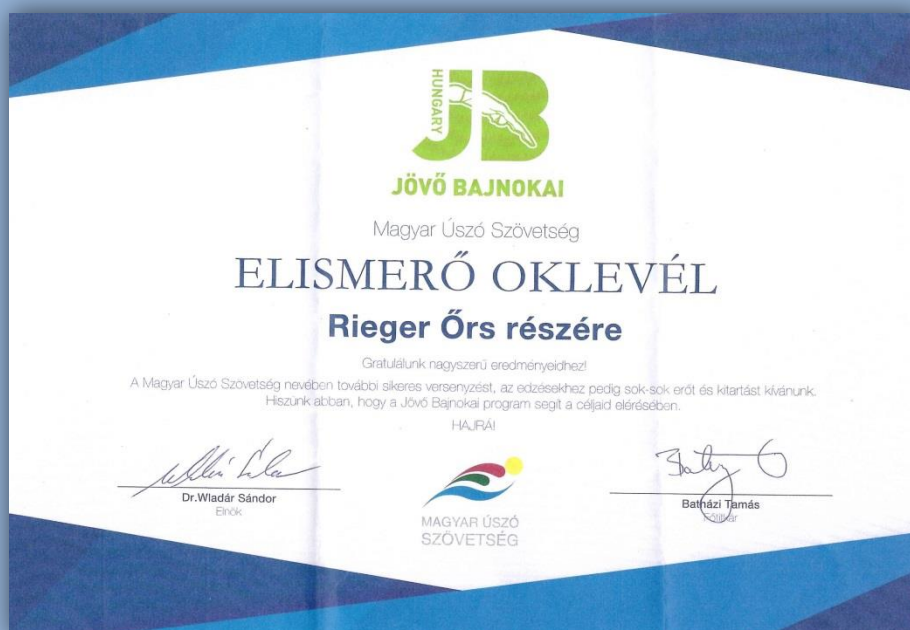 HUNGARY
JB
JÖVŐ BAJNOKAI
Magyar Úszó Szövetség
ELISMERŐ OKLEVÉL
Rieger Őrs részére
Gratulálunk nagyszerű eredményeidhez!
A Magyar Úszó Szövetség nevében további sikeres versenyzést, az edzésekhez pedig sok-sok erőt és kitartást kívánunk.
Hiszünk abban, hogy a Jövő Bajnokai program segít a céljaid elérésében.
HAJRÁ!
Dr.Wladár Sándor
Elnök
Batházi Tamás
Főtitkár
MAGYAR ÚSZÓ
SZÖVETSÉG